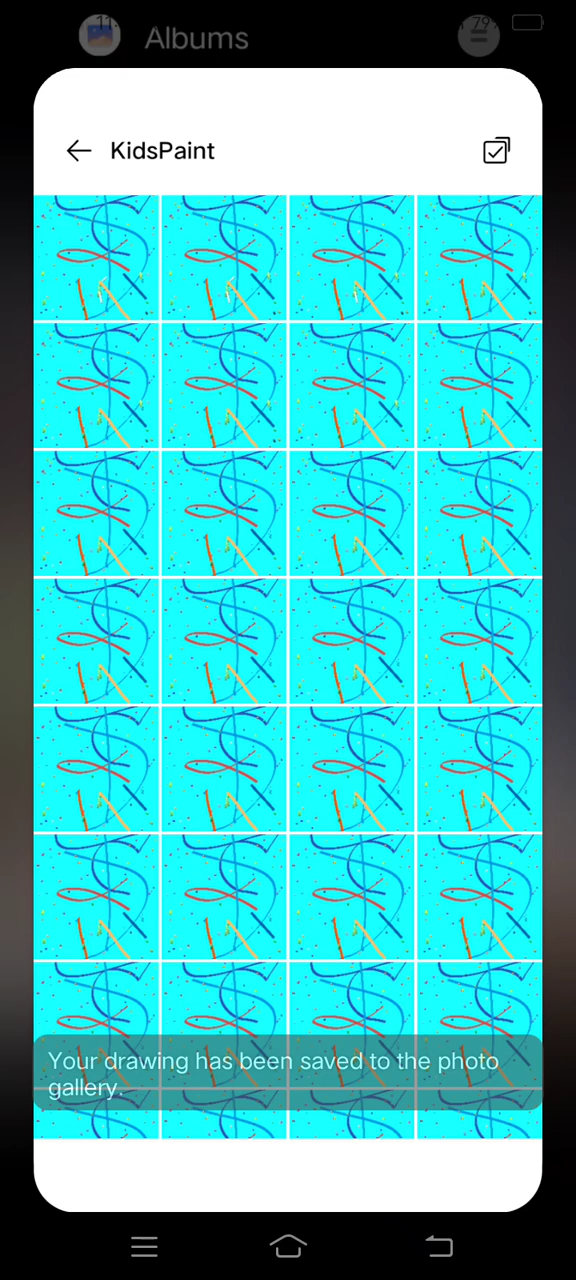 Albums
KidsPaint
Your drawing has been saved to the photo
gallery.